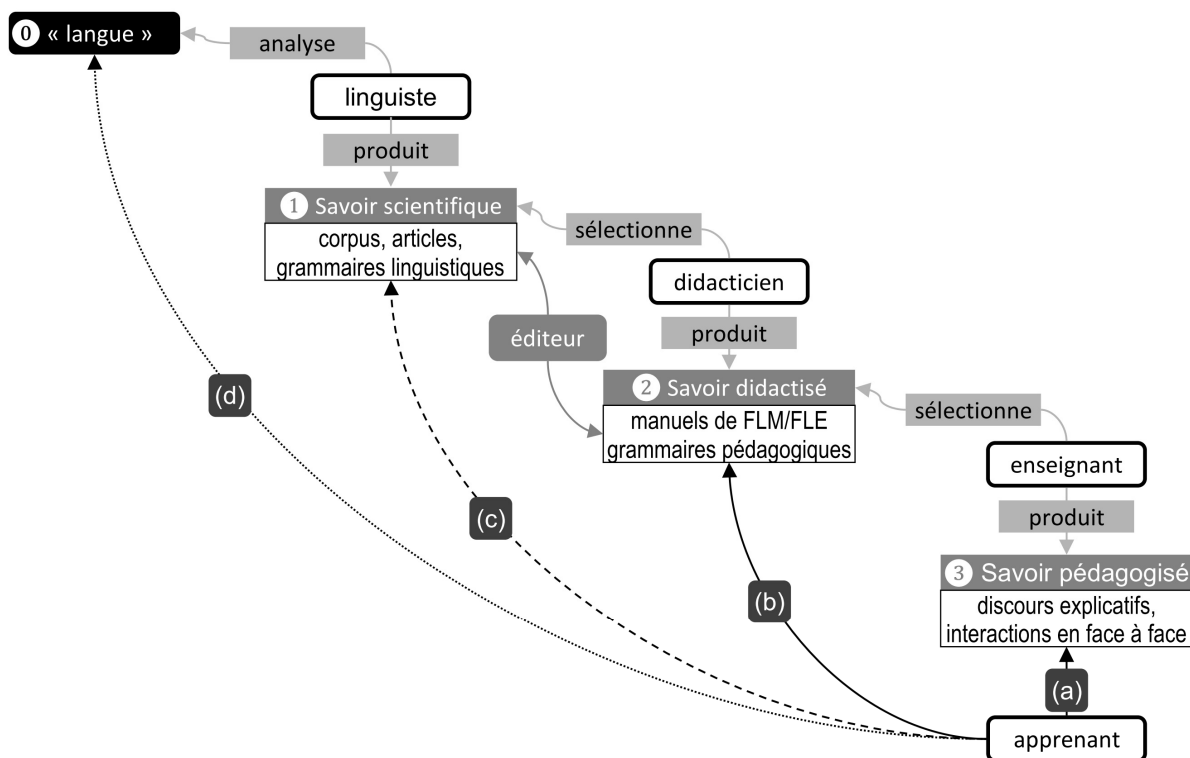 0 « langue »
analyse
linguiste
produit
1 Savoir scientifique
corpus, articles,
grammaires linguistiques
sélectionne
didacticien
produit
éditeur
2 Savoir didactisé
manuels de FLM/FLE
grammaires pédagogiques
sélectionne
enseignant
produit
3 Savoir pédagogisé
discours explicatifs,
interactions en face à face
(d)
(c)
(b)
(a)
apprenant